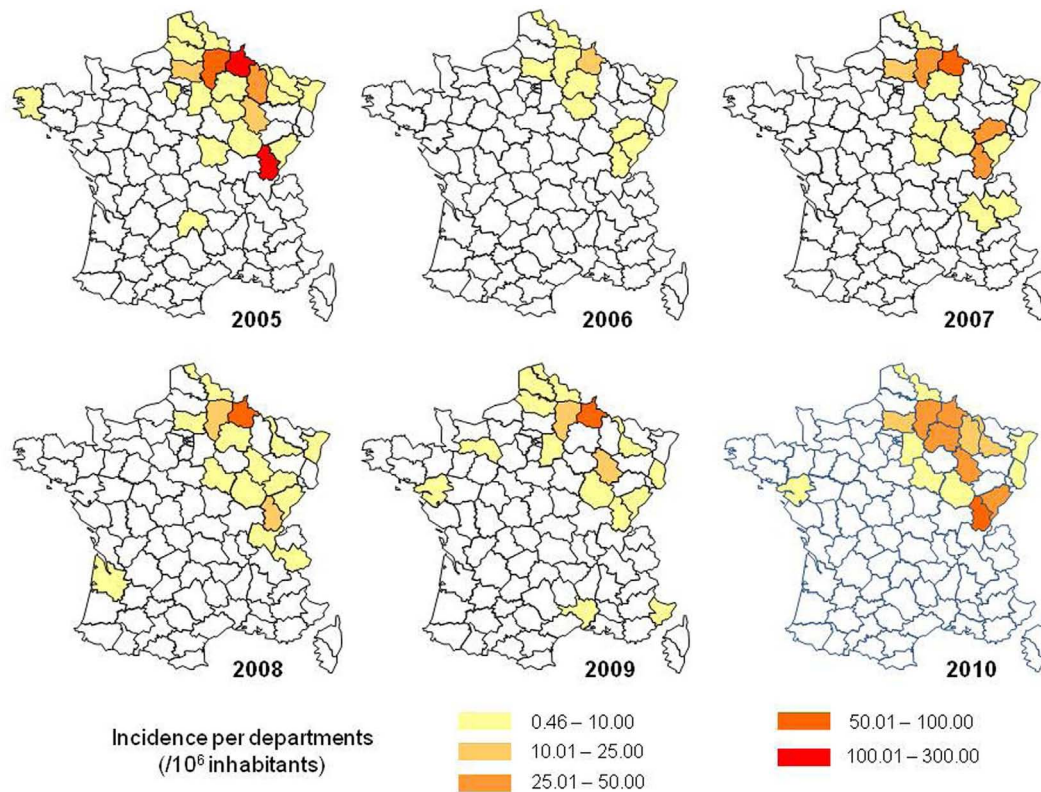 2005
2006
2007
2008
2009
2010
Incidence per departments
(/10⁶ inhabitants)
0.46 – 10.00
10.01 – 25.00
25.01 – 50.00
50.01 – 100.00
100.01 – 300.00